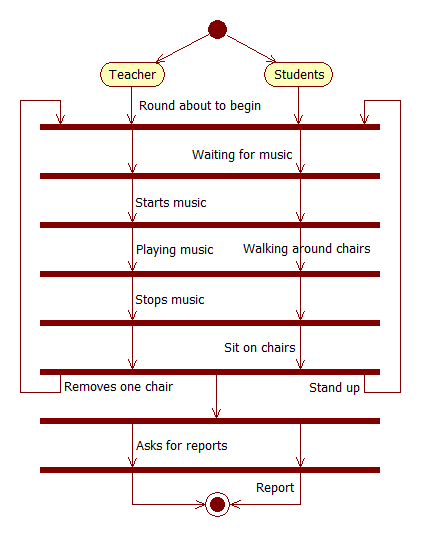 Teacher
Students
Round about to begin
Waiting for music
Starts music
Playing music
Walking around chairs
Stops music
Sit on chairs
Removes one chair
Stand up
Asks for reports
Report